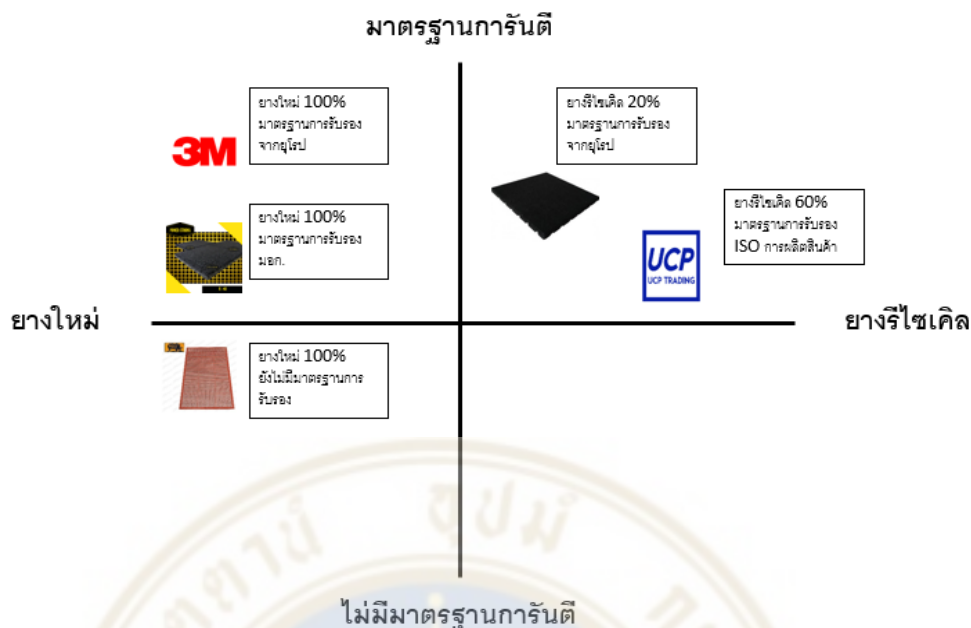 มาตรฐานการันตี
ยางใหม่ 100%
มาตรฐานการรับรอง
จากยุโรป
3M
ยางรีไซเคิล 20%
มาตรฐานการรับรอง
จากยุโรป
ยางใหม่ 100%
มาตรฐานการรับรอง
มอก.
ยางรีไซเคิล 60%
มาตรฐานการรับรอง
ISO การผลิตสินค้า
UCP
UCP TRADING
ยางใหม่
ยางรีไซเคิล
ยางใหม่ 100%
ยังไม่มีมาตรฐานการ
รับรอง
ไม่มีมาตรฐานการันตี